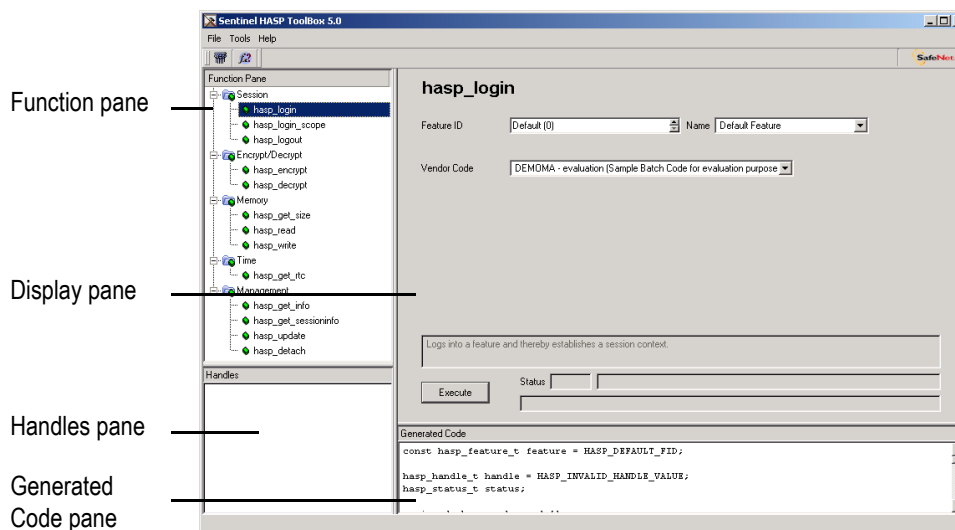 Sentinel HASP ToolBox 5.0
File Tools Help
SafeNet.
Function Pane
Session
hasp_login
hasp_login_scope
hasp_logout
Encrypt/Decrypt
hasp_encrypt
hasp_decrypt
Memory
hasp_get_size
hasp_read
hasp_write
Time
hasp_get_rtc
Management
hasp_get_info
hasp_get_sessioninfo
hasp_update
hasp_detach
Handles
hasp_login
Feature ID Default (0) Name Default Feature
Vendor Code DEMOMA - evaluation (Sample Batch Code for evaluation purpose
Logs into a feature and thereby establishes a session context.
Execute
Status
Generated Code
const hasp_feature_t feature = HASP_DEFAULT_FID;
hasp_handle_t handle = HASP_INVALID_HANDLE_VALUE;
hasp_status_t status;
Function pane
Display pane
Handles pane
Generated
Code pane